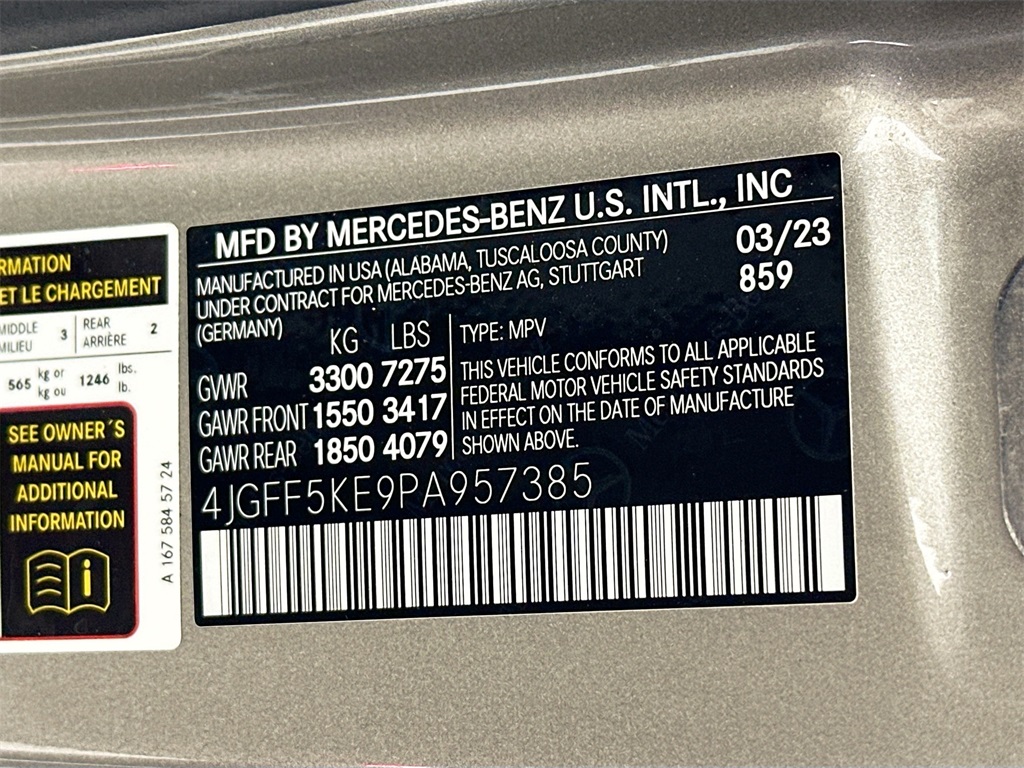 RMATION
ET LE CHARGEMENT
MIDDLE 3 REAR 2
MILIEU ARRIÈRE
565 kg or 1246 lbs.
kg ou lb.
SEE OWNER´S
MANUAL FOR
ADDITIONAL
INFORMATION
A 167 584 57 24
MFD BY MERCEDES-BENZ U.S. INTL., INC
MANUFACTURED IN USA (ALABAMA, TUSCALOOSA COUNTY) 03/23
UNDER CONTRACT FOR MERCEDES-BENZ AG, STUTTGART 859
(GERMANY)
KG LBS
GVWR 3300 7275
GAWR FRONT 1550 3417
GAWR REAR 1850 4079
TYPE: MPV
THIS VEHICLE CONFORMS TO ALL APPLICABLE
FEDERAL MOTOR VEHICLE SAFETY STANDARDS
IN EFFECT ON THE DATE OF MANUFACTURE
SHOWN ABOVE.
4JGFF5KE9PA957385